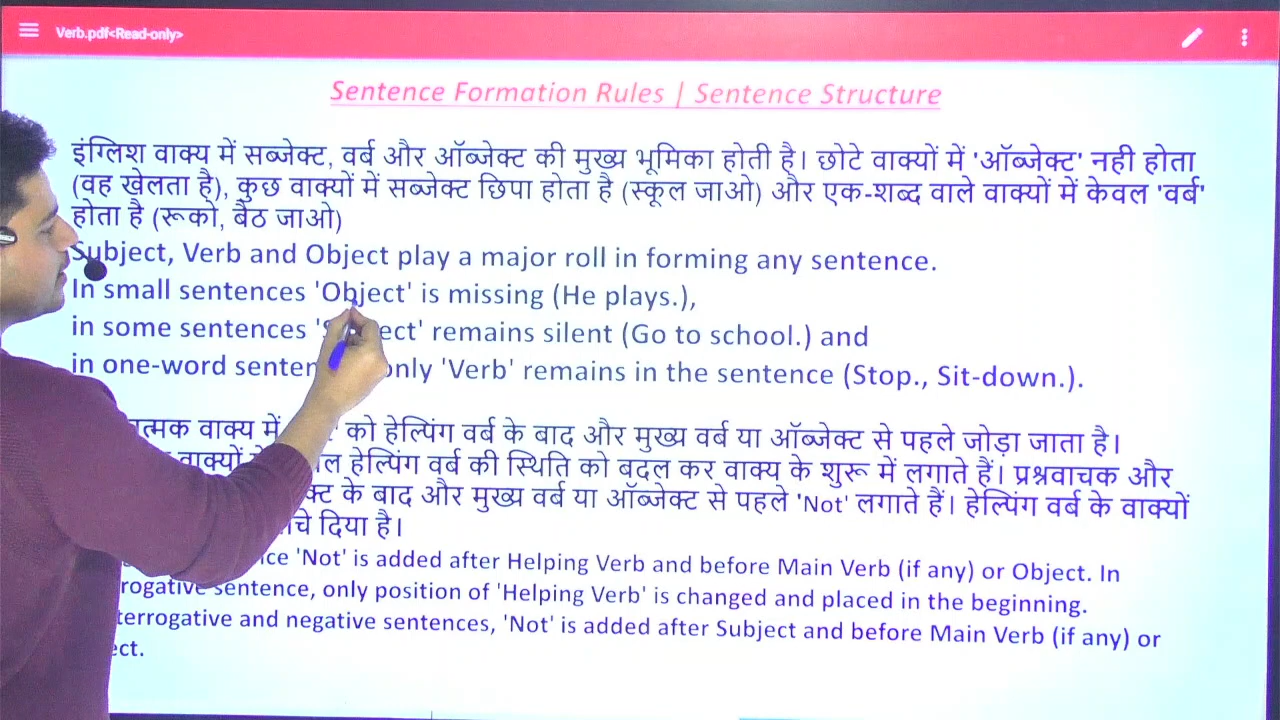 Verb.pdf<Read-only>
Sentence Formation Rules | Sentence Structure
इंग्लिश वाक्य में सब्जेक्ट, वर्ब और ऑब्जेक्ट की मुख्य भूमिका होती है। छोटे वाक्यों में 'ऑब्जेक्ट' नही होता
(वह खेलता है), कुछ वाक्यों में सब्जेक्ट छिपा होता है (स्कूल जाओ) और एक-शब्द वाले वाक्यों में केवल 'वर्ब'
होता है (रूको, बैठ जाओ)
Subject, Verb and Object play a major roll in forming any sentence.
In small sentences 'Object' is missing (He plays.),
in some sentences remains silent (Go to school.) and
in one-word only 'Verb' remains in the sentence (Stop., Sit-down.).
वाक्य में को हेल्पिंग वर्ब के बाद और मुख्य वर्ब या ऑब्जेक्ट से पहले जोड़ा जाता है।
वाक्यों हेल्पिंग वर्ब की स्थिति को बदल कर वाक्य के शुरू में लगाते हैं। प्रश्नवाचक और
के बाद और मुख्य वर्ब या ऑब्जेक्ट से पहले 'Not' लगाते हैं। हेल्पिंग वर्ब के वाक्यों
दिया है।
'Not' is added after Helping Verb and before Main Verb (if any) or Object. In
sentence, only position of 'Helping Verb' is changed and placed in the beginning.
and negative sentences, 'Not' is added after Subject and before Main Verb (if any) or